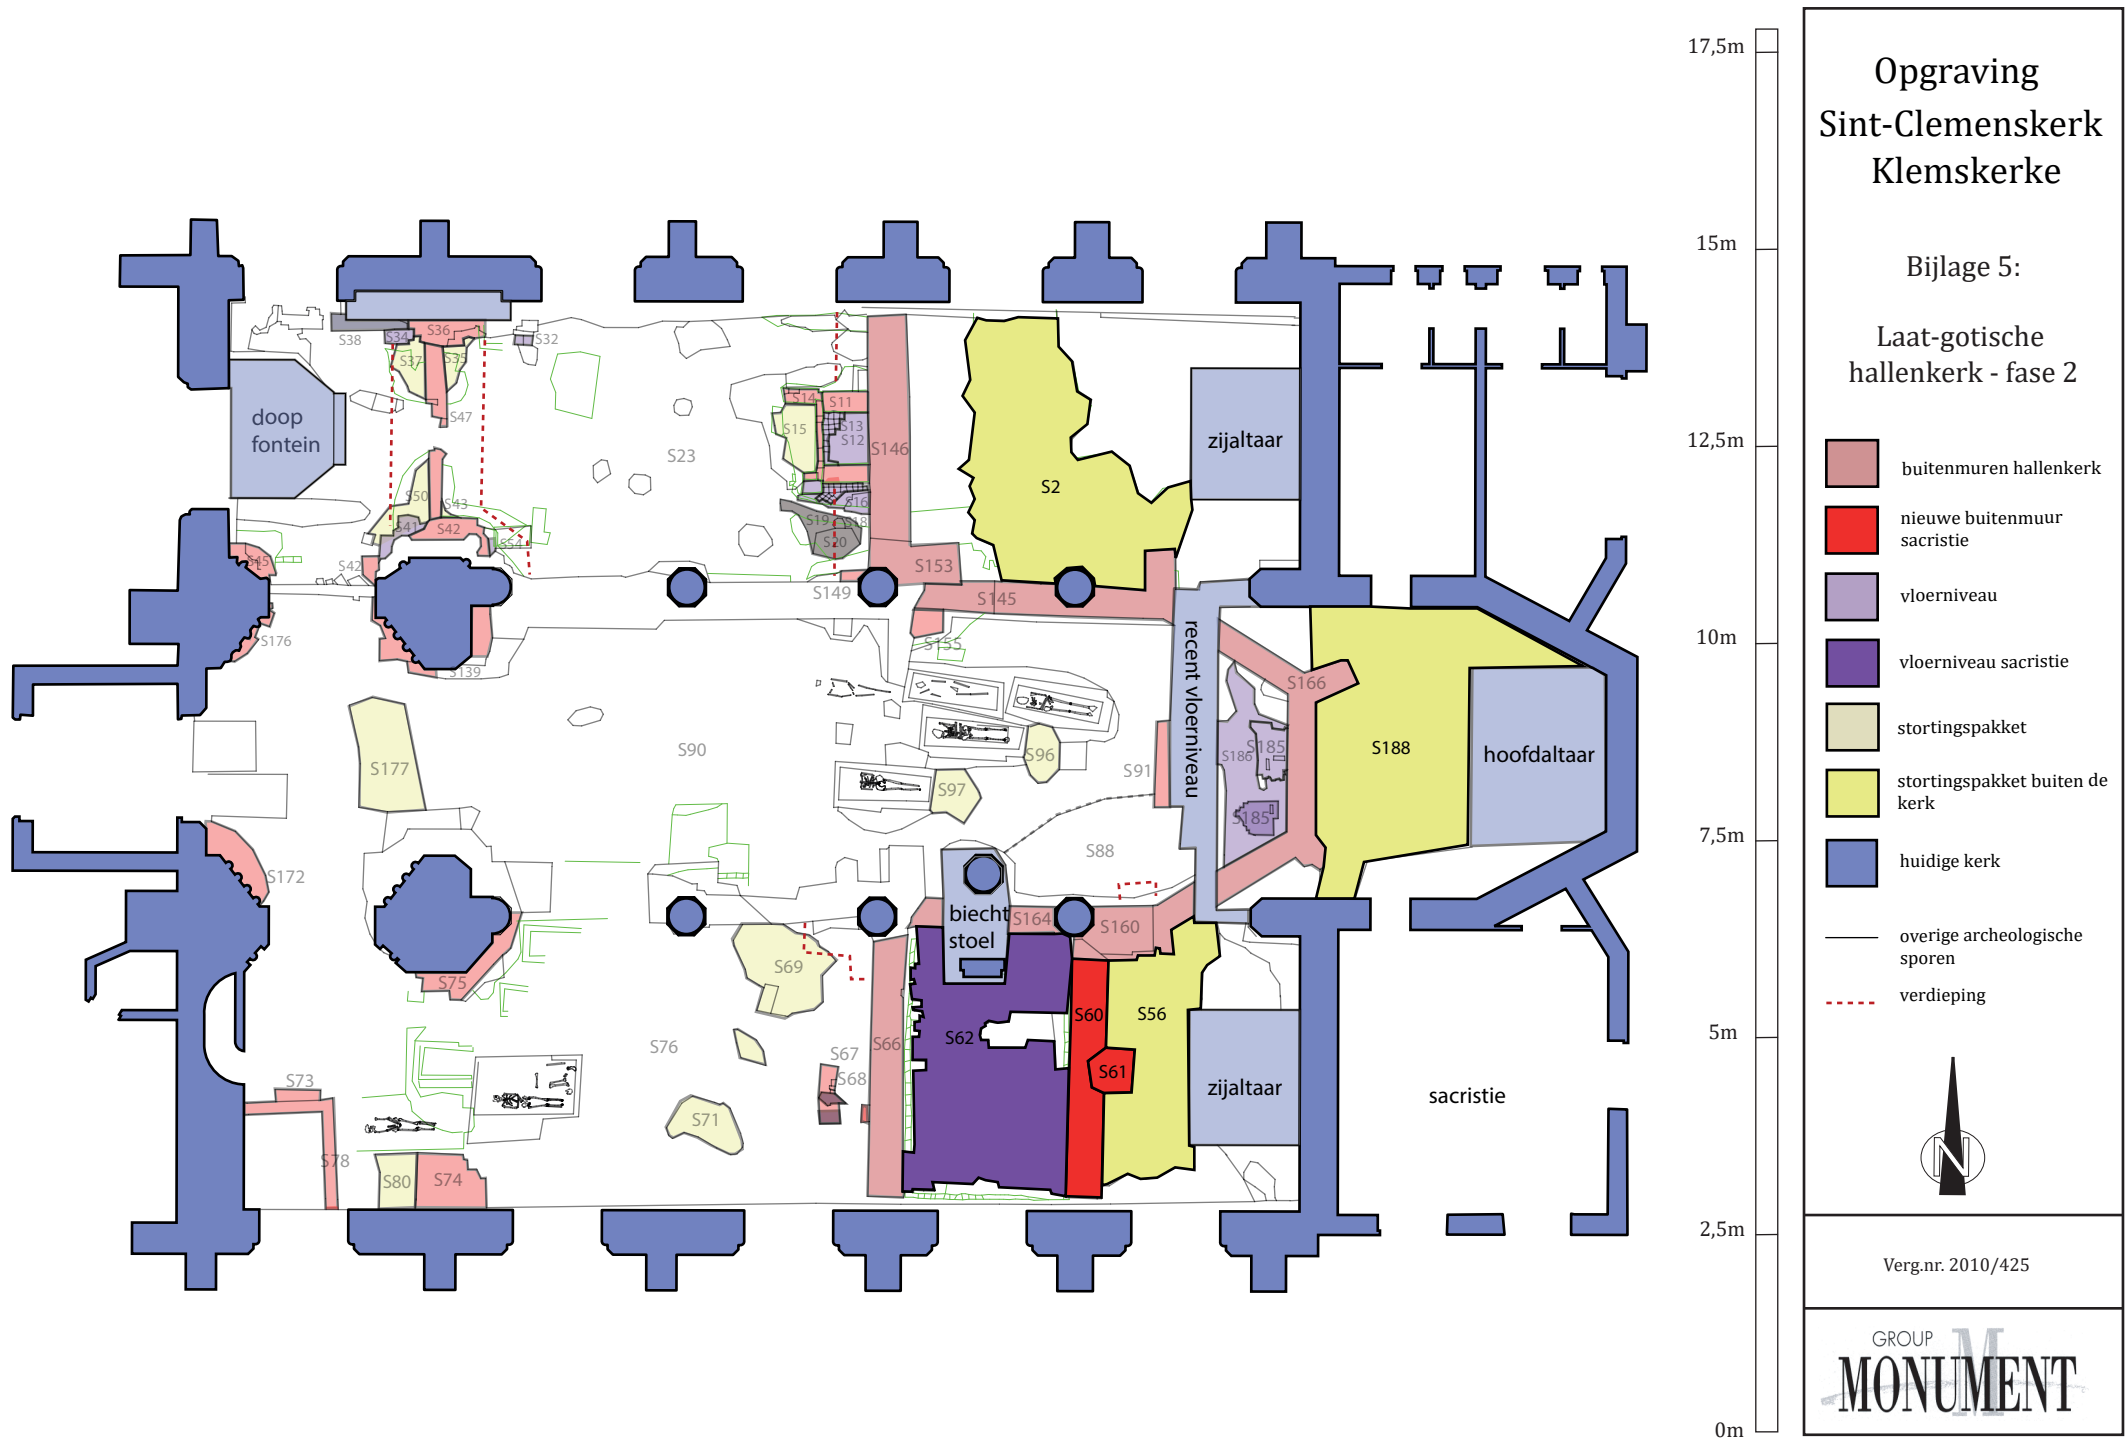 Opgraving
Sint-Clemenskerk
Klemskerke
Bijlage 5:
Laat-gotische
hallenkerk - fase 2
buitenmuren hallenkerk
nieuwe buitenmuur
sacristie
vloerniveau
vloerniveau sacristie
stortingspakket
stortingspakket buiten de
kerk
huidige kerk
overige archeologische
sporen
verdieping
N
Verg.nr. 2010/425
GROUP
M
MONUMENT
17,5m
15m
12,5m
10m
7,5m
5m
2,5m
0m
S38
S34
S36
S32
S37
S35
S47
doop
fontein
S50
S43
S41
S42
S54
S42
S45
S176
S139
S23
S14
S11
S15
S13
S12
S146
S16
S19
S18
S20
S153
S149
S145
S155
S2
zijaltaar
recent vloerniveau
S166
S186
S185
S185
S188
hoofdaltaar
S177
S90
S96
S97
S91
S88
S172
S75
biecht
stoel
S164
S160
S69
S76
S67
S68
S66
S62
S60
S61
S56
zijaltaar
sacristie
S71
S73
S78
S80
S74